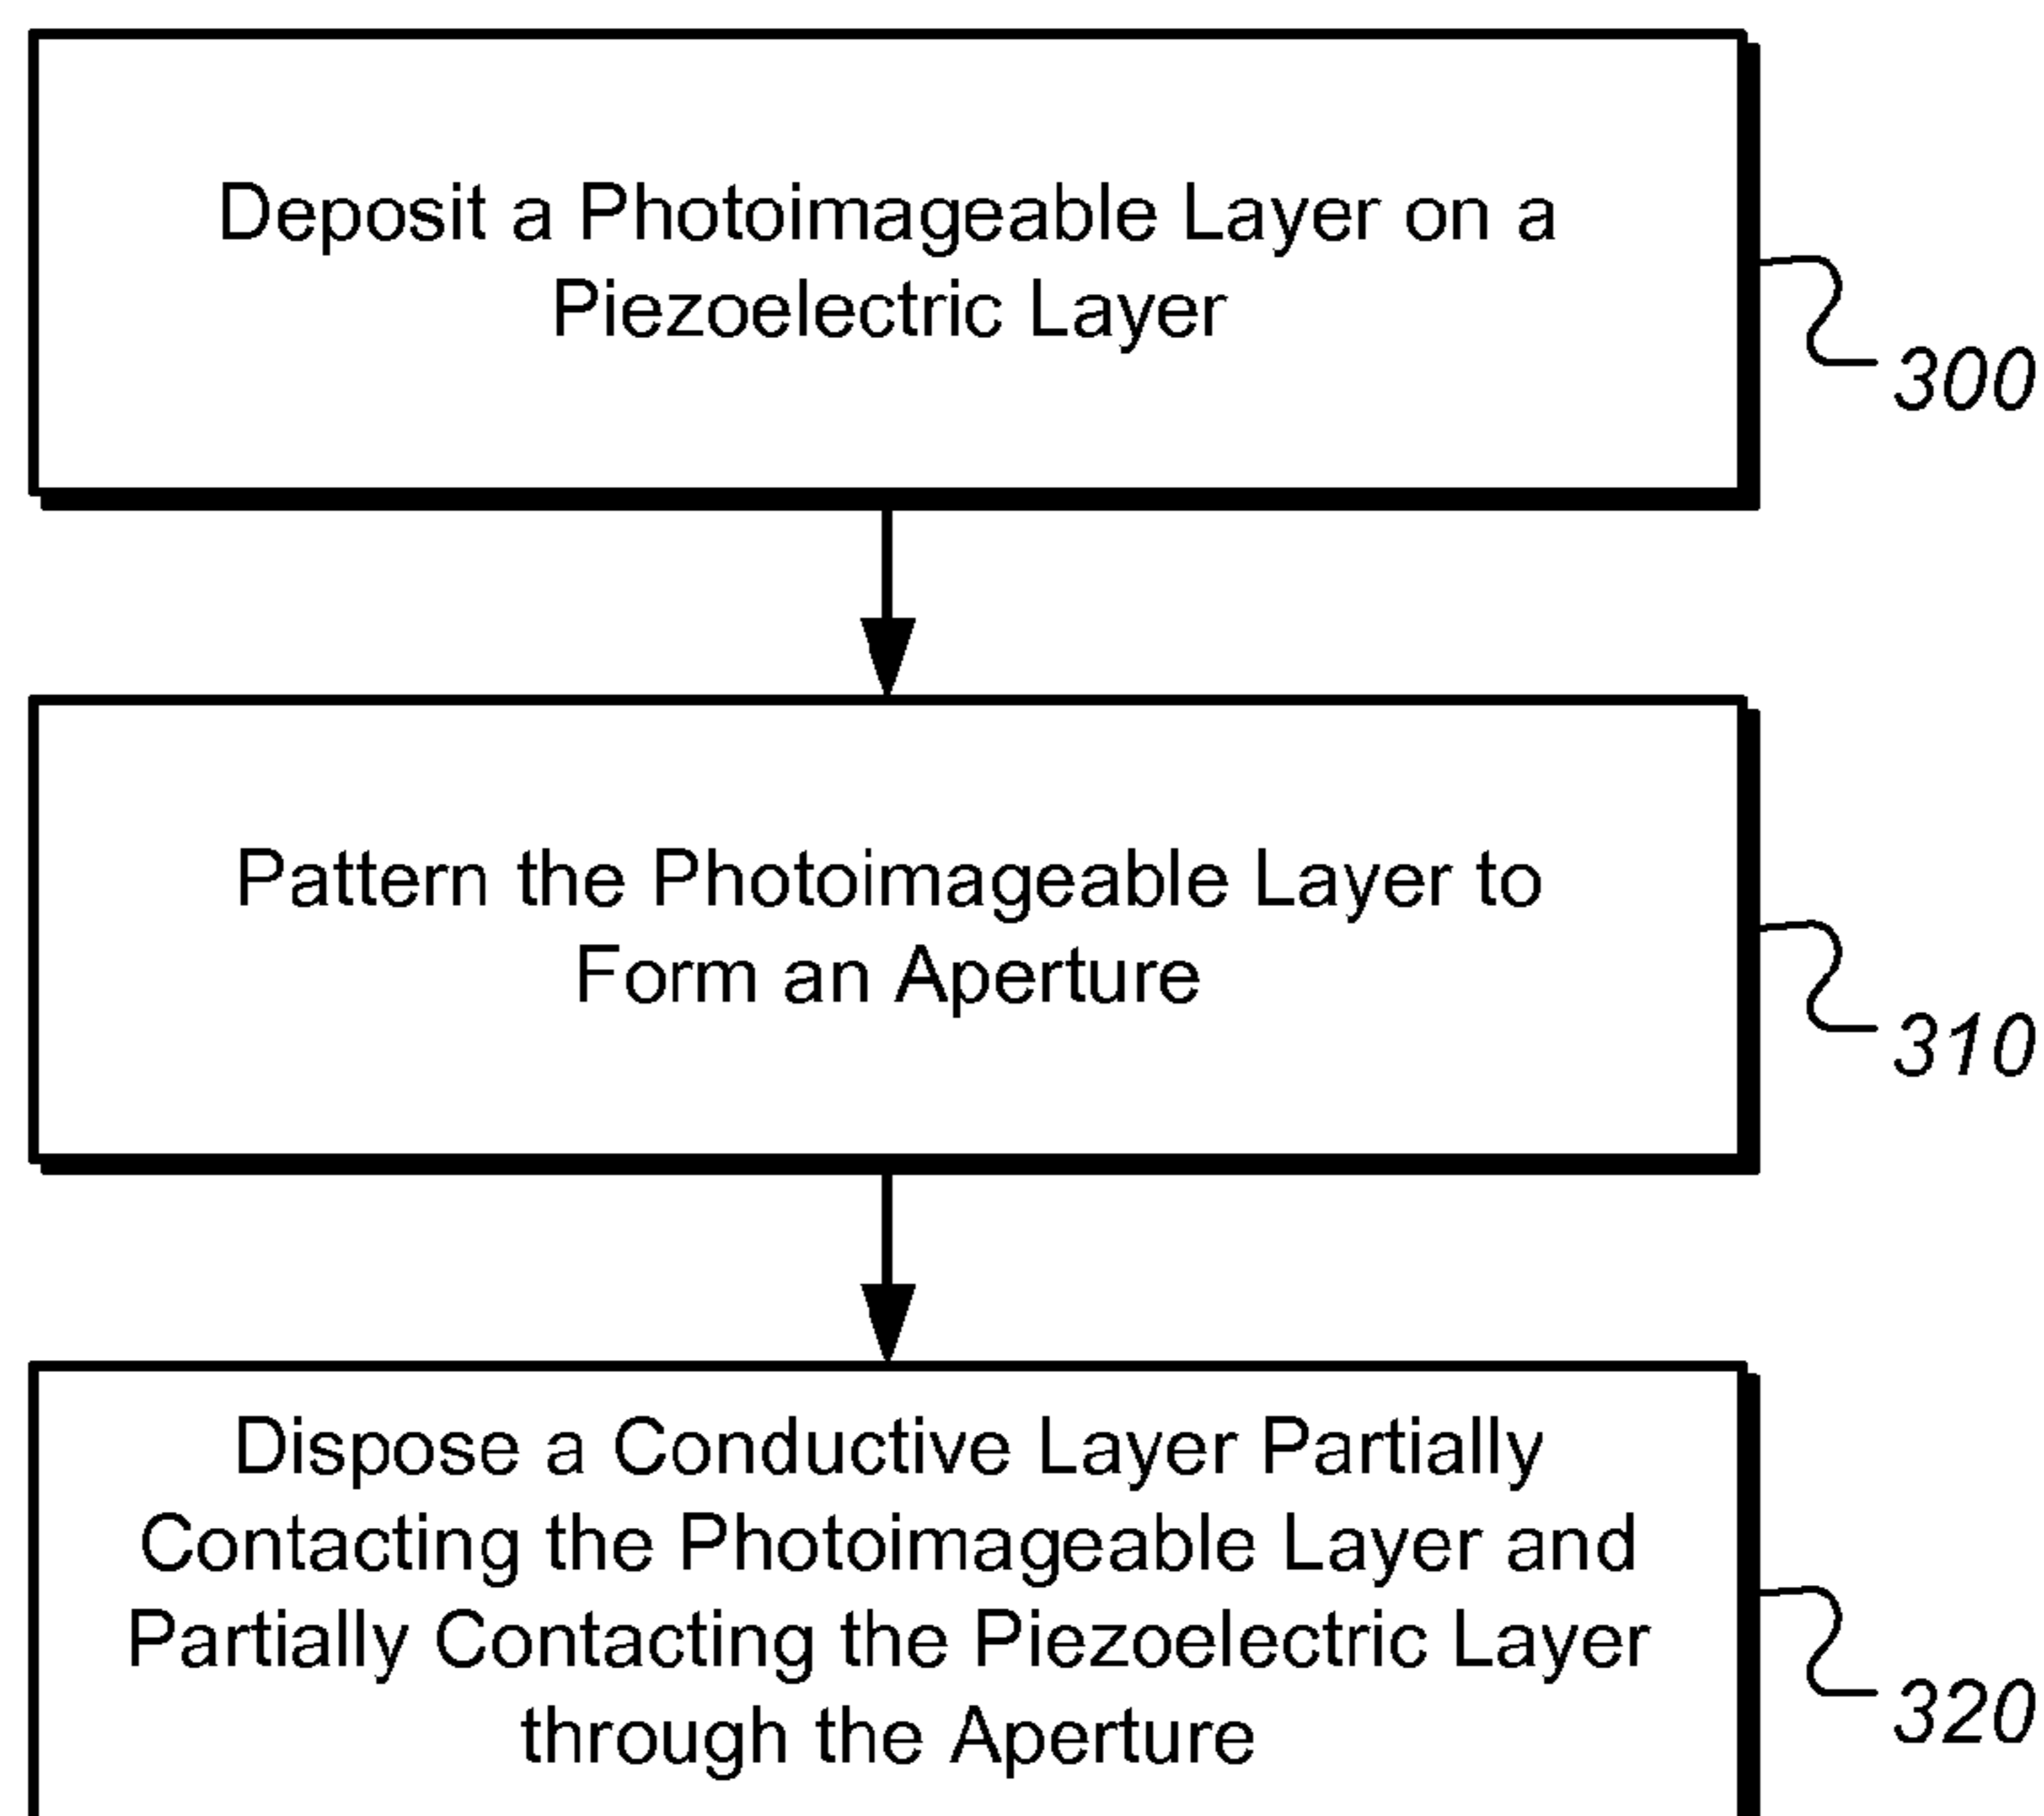 Deposit a Photoimageable Layer on a
Piezoelectric Layer
300
Pattern the Photoimageable Layer to
Form an Aperture
310
Dispose a Conductive Layer Partially
Contacting the Photoimageable Layer and
Partially Contacting the Piezoelectric Layer
through the Aperture
320